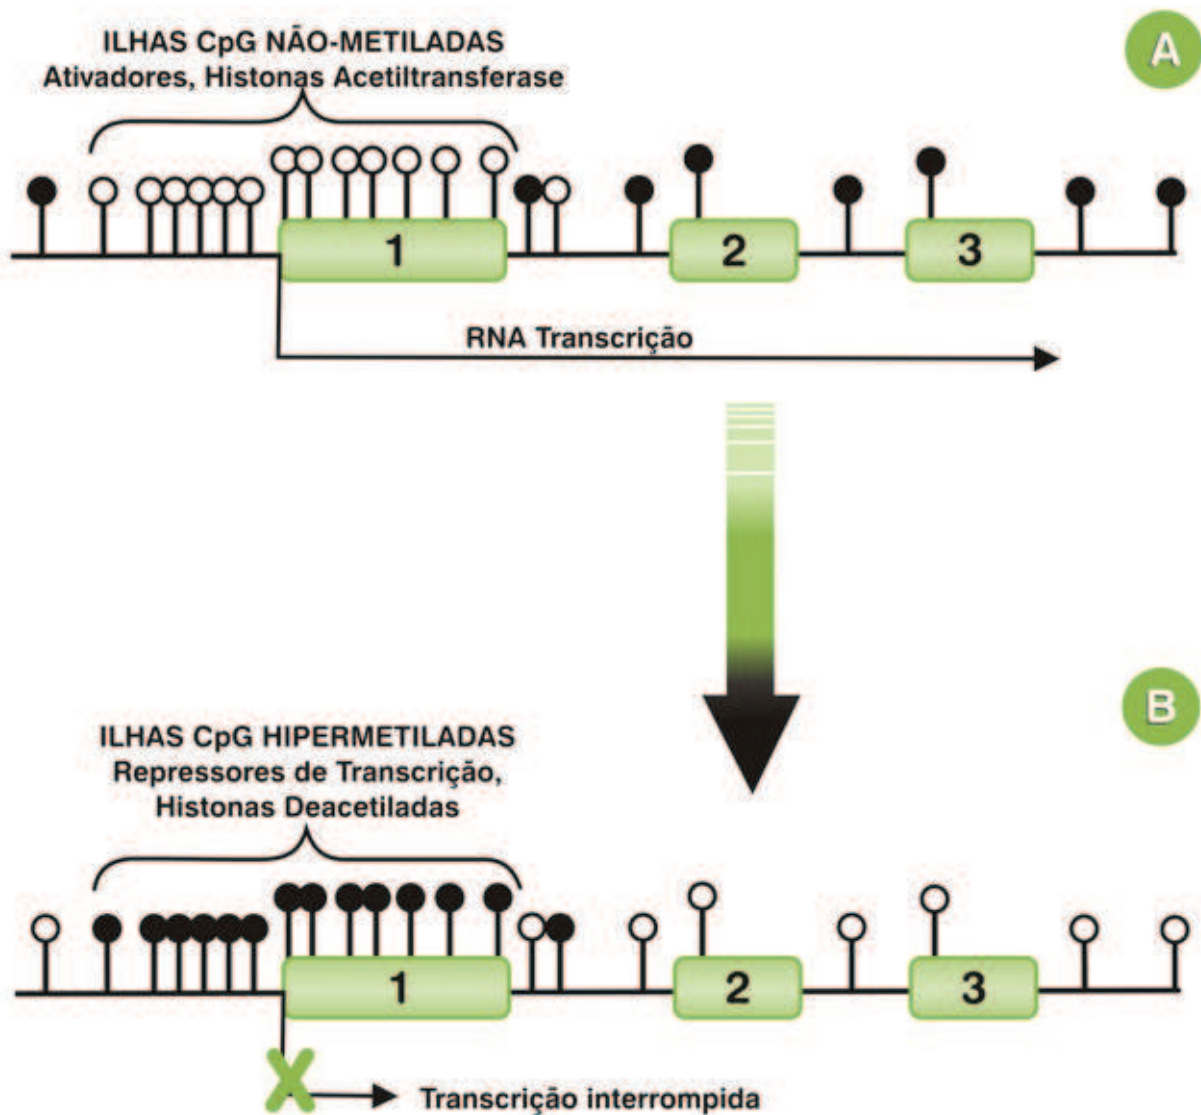 ILHAS CpG NÃO-METILADAS
Ativadores, Histonas Acetiltransferase
A
1
2
3
RNA Transcrição
B
ILHAS CpG HIPERMETILADAS
Repressores de Transcrição,
Histonas Deacetiladas
1
2
3
X
Transcrição interrompida